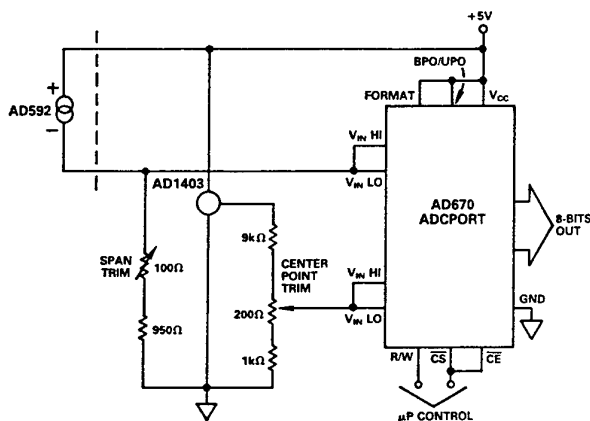 +5V
BPO/UPO
FORMAT
VCC
+
AD592
−
VIN HI
VIN LO
AD1403
AD670
ADCPORT
8-BITS
OUT
SPAN
TRIM
100Ω
9kΩ
CENTER
POINT
TRIM
VIN HI
200Ω
VIN LO
GND
950Ω
1kΩ
R/W
CS
CE
μP CONTROL